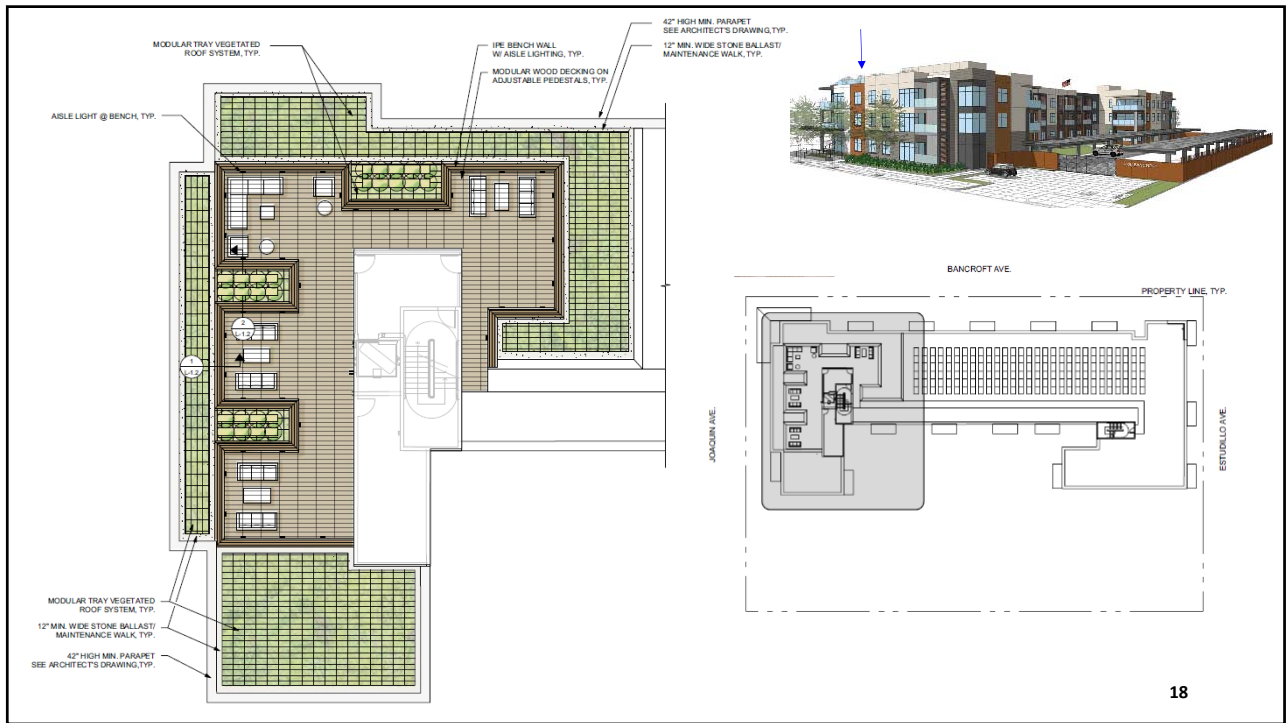 MODULAR TRAY VEGETATED
ROOF SYSTEM, TYP.
IPE BENCH WALL
W/ AISLE LIGHTING, TYP.
MODULAR WOOD DECKING ON
ADJUSTABLE PEDESTALS, TYP.
42" HIGH MIN. PARAPET
SEE ARCHITECT'S DRAWING,TYP.
12" MIN. WIDE STONE BALLAST/
MAINTENANCE WALK, TYP.
AISLE LIGHT @ BENCH, TYP.
2
L-1.2
1
L-1.2
MODULAR TRAY VEGETATED
ROOF SYSTEM, TYP.
12" MIN. WIDE STONE BALLAST/
MAINTENANCE WALK, TYP.
42" HIGH MIN. PARAPET
SEE ARCHITECT'S DRAWING,TYP.
BANCROFT AVE.
PROPERTY LINE, TYP.
JOAQUIN AVE.
ESTUDILLO AVE.
18